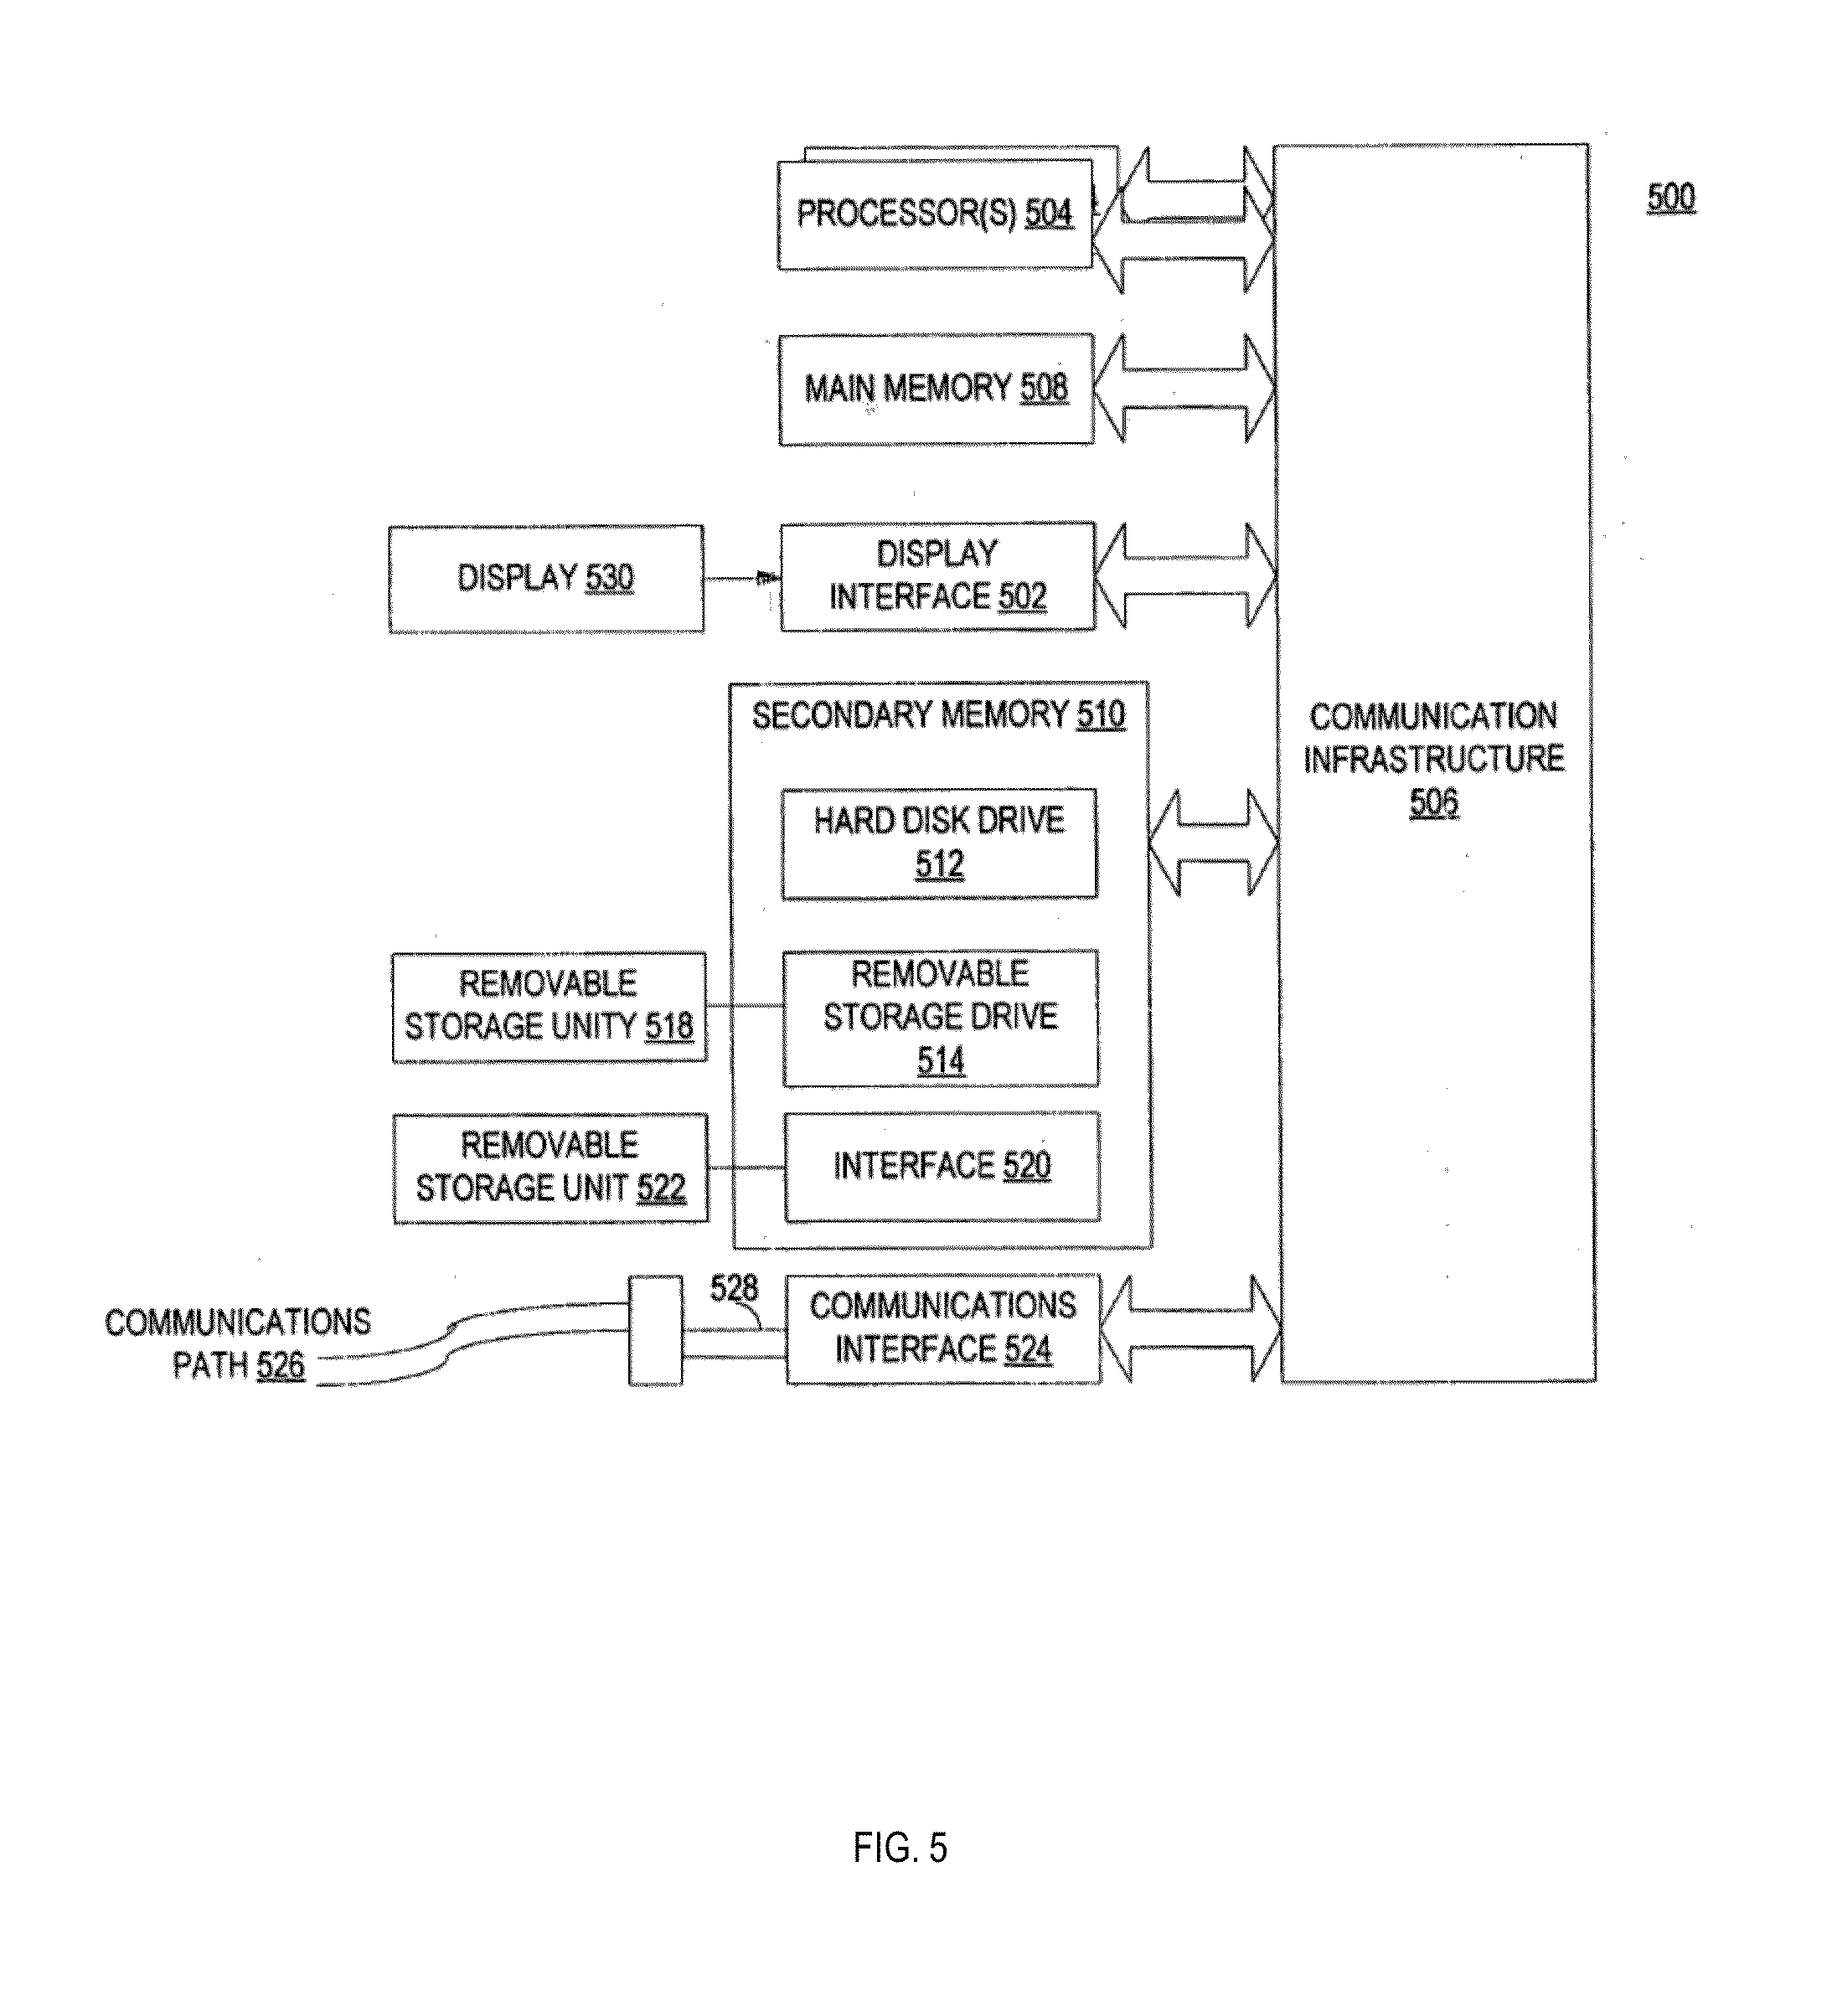 500
PROCESSOR(S) 504
MAIN MEMORY 508
DISPLAY 530
DISPLAY
INTERFACE 502
SECONDARY MEMORY 510
COMMUNICATION
INFRASTRUCTURE
506
HARD DISK DRIVE
512
REMOVABLE
STORAGE UNITY 518
REMOVABLE
STORAGE DRIVE
514
REMOVABLE
STORAGE UNIT 522
INTERFACE 520
COMMUNICATIONS
PATH 526
528
COMMUNICATIONS
INTERFACE 524
FIG. 5